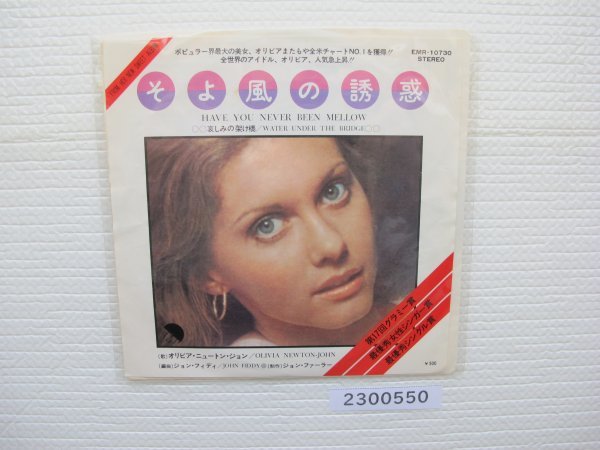 ポピュラー界最大の美女、オリビアまたもや全米チャートNO.1を獲得!!
全世界のアイドル、オリビア、人気急上昇!!
EMR-10730
STEREO
そよ風の誘惑
HAVE YOU NEVER BEEN MELLOW
○○哀しみの架け橋/WATER UNDER THE BRIDGE○○
第17回グラミー賞
最優秀女性シンガー賞
最優秀シングル賞
(歌)オリビア・ニュートン・ジョン/OLIVIA NEWTON-JOHN
(編曲)ジョン・フィディ/JOHN FIDDY◎(制作)ジョン・ファーラー
¥500
2300550